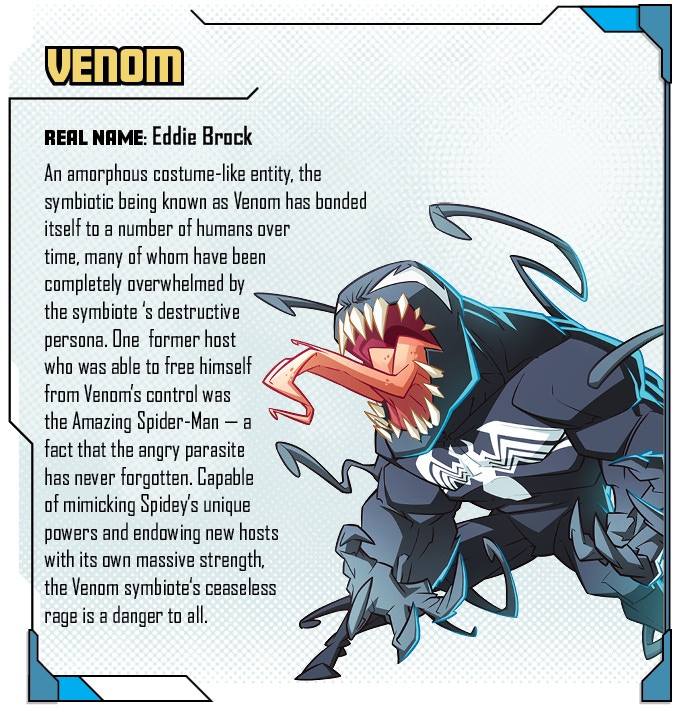 VENOM
REAL NAME: Eddie Brock
An amorphous costume-like entity, the
symbiotic being known as Venom has bonded
itself to a number of humans over
time, many of whom have been
completely overwhelmed by
the symbiote ‘s destructive
persona. One  former host
who was able to free himself
from Venom's control was
the Amazing Spider-Man — a
fact that the angry parasite
has never forgotten. Capable
of mimicking Spidey's unique
powers and endowing new hosts
with its own massive strength,
the Venom symbiote‘s ceaseless
rage is a danger to all.